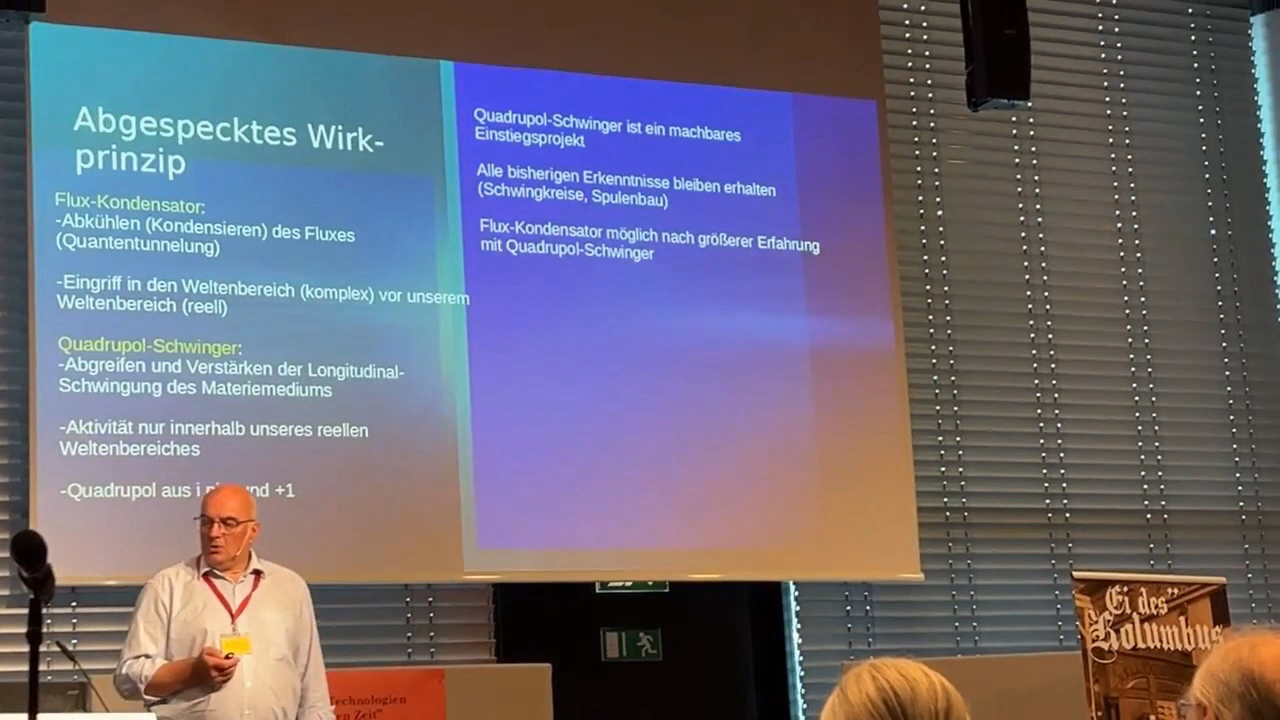 Abgespecktes Wirk-
prinzip
Flux-Kondensator:
-Abkühlen (Kondensieren) des Fluxes
(Quantentunnelung)
-Eingriff in den Weltenbereich (komplex) vor unserem
Weltenbereich (reell)
Quadrupol-Schwinger:
-Abgreifen und Verstärken der Longitudinal-
Schwingung des Materiemediums
-Aktivität nur innerhalb unseres reellen
Weltenbereiches
-Quadrupol aus i und +1
Quadrupol-Schwinger ist ein machbares
Einstiegsprojekt
Alle bisherigen Erkenntnisse bleiben erhalten
(Schwingkreise, Spulenbau)
Flux-Kondensator möglich nach größerer Erfahrung
mit Quadrupol-Schwinger
Technologien
Zeit"
"Ei des"
Kolumbus